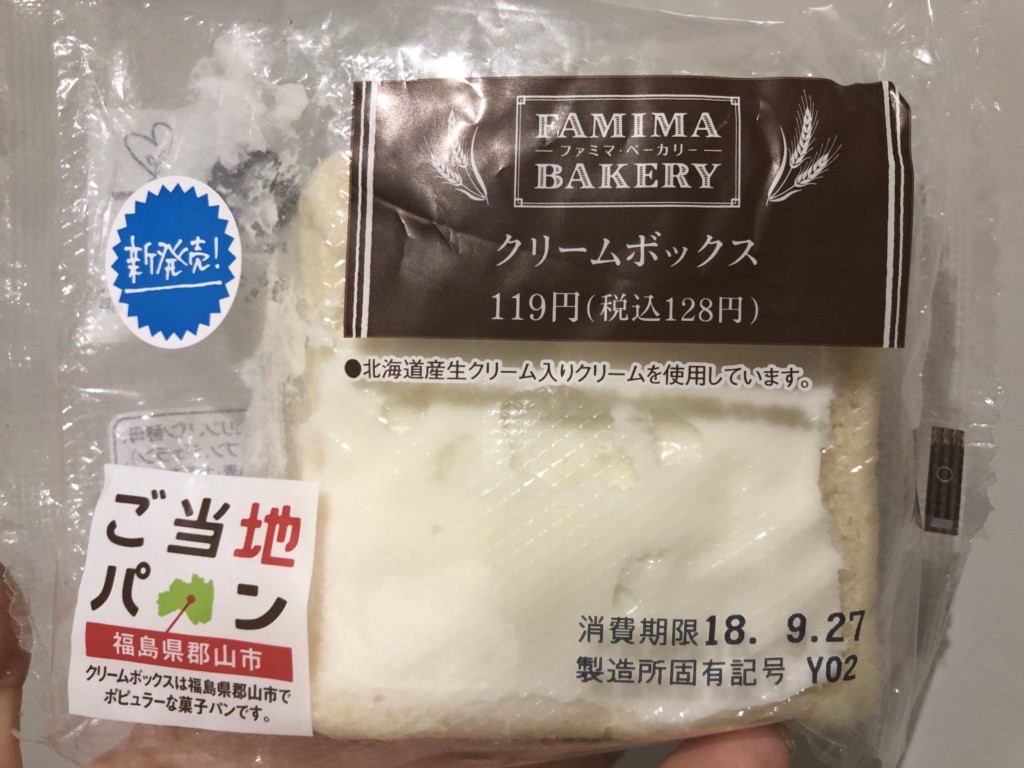 FAMIMA
ファミマ・ベーカリー
BAKERY
クリームボックス
119円(税込128円)
●北海道産生クリーム入りクリームを使用しています。
新発売!
ご当地
パン
福島県郡山市
クリームボックスは福島県郡山市で
ポピュラーな菓子パンです。
消費期限18. 9.27
製造所固有記号 Y02